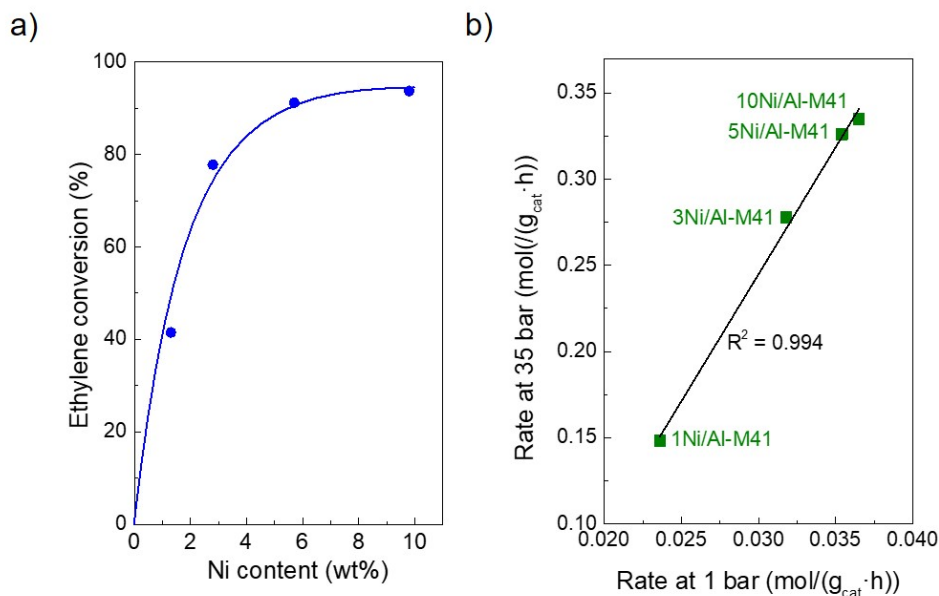 a)
100
80
60
40
20
0
Ethylene conversion (%)
0 2 4 6 8 10
Ni content (wt%)
b)
0.35
0.30
0.25
0.20
0.15
0.10
Rate at 35 bar (mol/(g_cat·h))
10Ni/Al-M41
5Ni/Al-M41
3Ni/Al-M41
R² = 0.994
1Ni/Al-M41
0.020 0.025 0.030 0.035 0.040
Rate at 1 bar (mol/(g_cat·h))